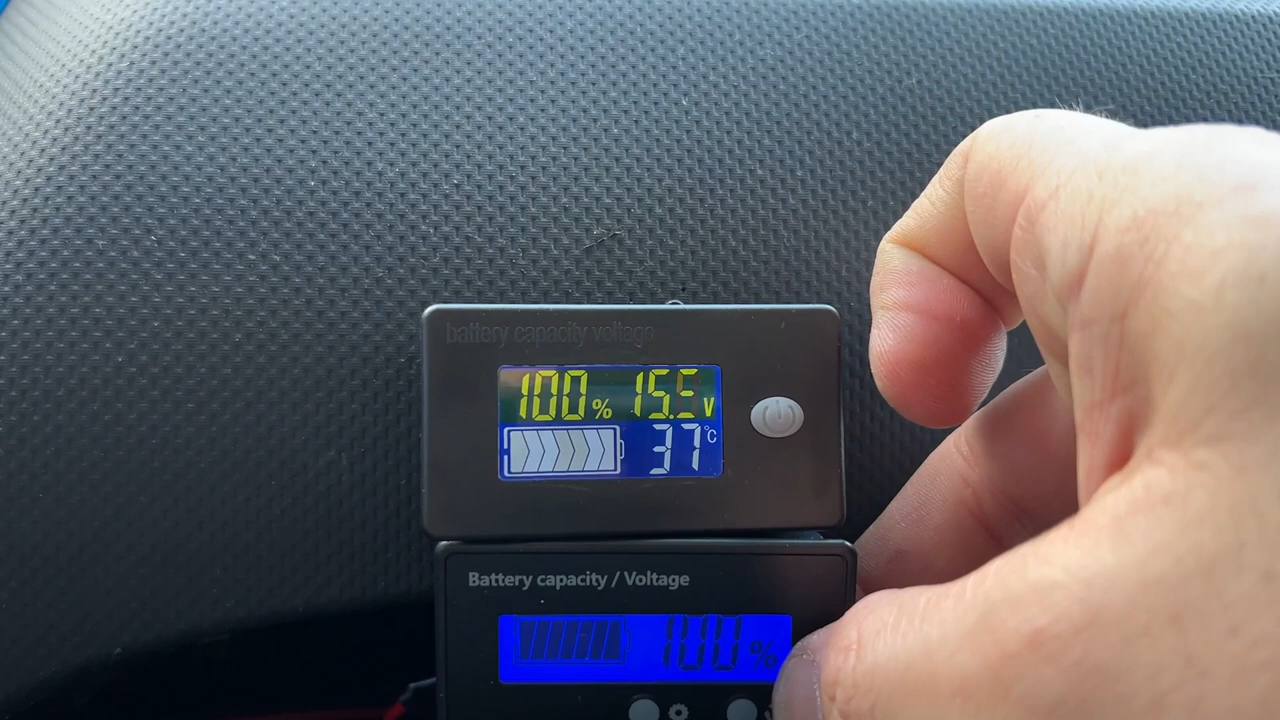 battery capacity voltage
100% 15.5V
37°C
Battery capacity / Voltage
100%